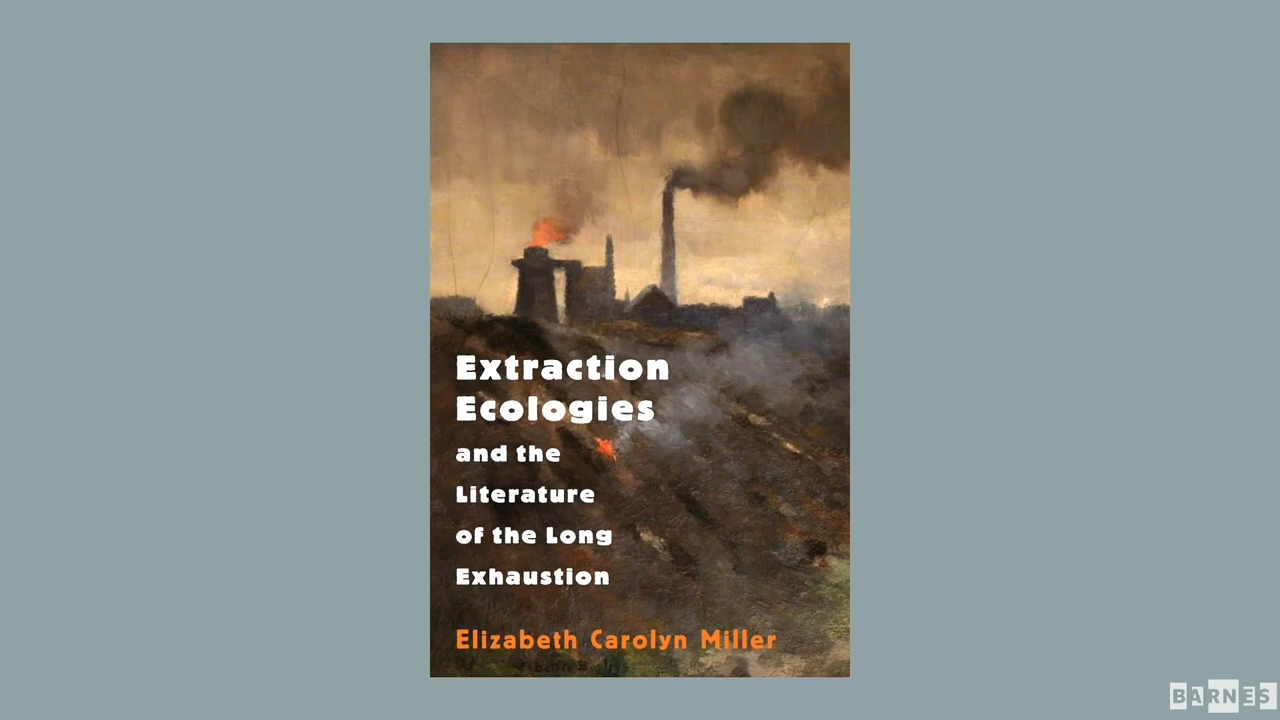 Extraction
Ecologies
and the
Literature
of the Long
Exhaustion
Elizabeth Carolyn Miller
BARNES